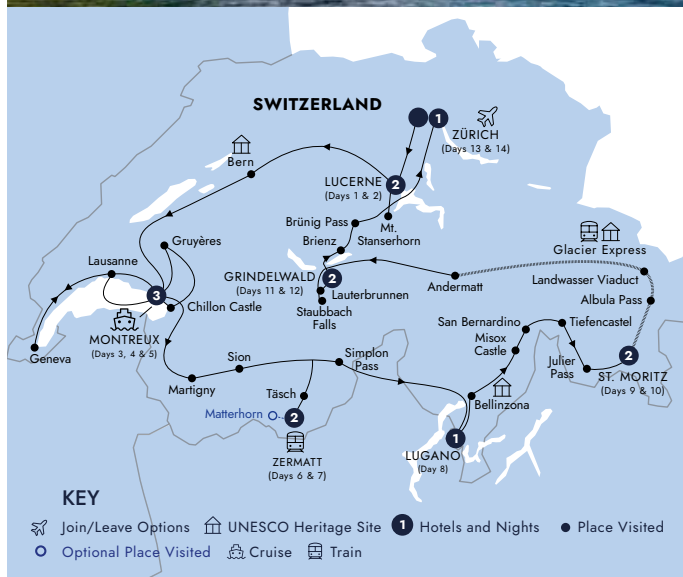 SWITZERLAND
1
ZÜRICH
(Days 13 & 14)
Bern
LUCERNE
(Days 1 & 2)
2
Brünig Pass
Mt.
Stanserhorn
Gruyères
Brienz
Glacier Express
Lausanne
GRINDELWALD
(Days 11 & 12)
2
Lauterbrunnen
Staubbach
Falls
Andermatt
Landwasser Viaduct
Albula Pass
3
Chillon Castle
MONTREUX
(Days 3, 4 & 5)
Geneva
San Bernardino
Misox
Castle
Tiefencastel
Julier
Pass
2
ST. MORITZ
(Days 9 & 10)
Sion
Simplon
Pass
Martigny
Täsch
Matterhorn
2
ZERMATT
(Days 6 & 7)
Bellinzona
1
LUGANO
(Day 8)
KEY
Join/Leave Options
UNESCO Heritage Site
1
Hotels and Nights
Place Visited
Optional Place Visited
Cruise
Train